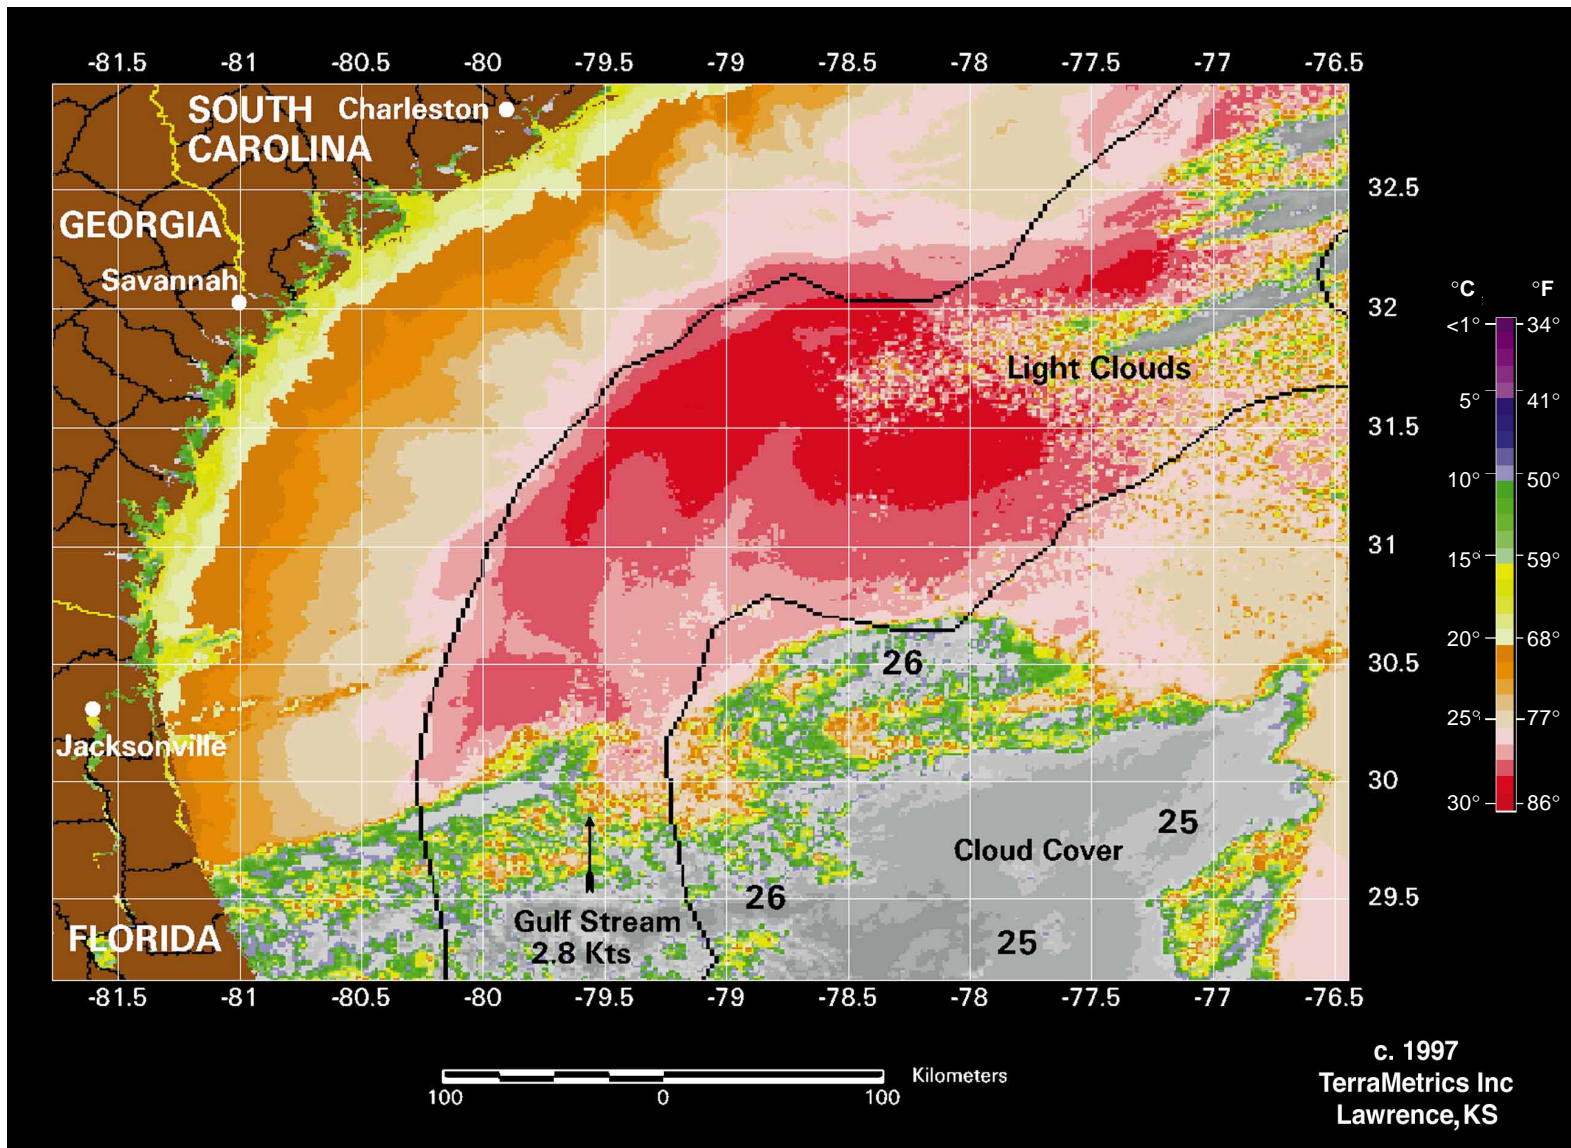 -81.5 -81 -80.5 -80 -79.5 -79 -78.5 -78 -77.5 -77 -76.5
SOUTH
CAROLINA
Charleston
32.5
GEORGIA
Savannah
32
°C °F
<1° 34°
5° 41°
10° 50°
15° 59°
20° 68°
25° 77°
30° 86°
Light Clouds
31.5
31
30.5
26
Jacksonville
30
25
Cloud Cover
29.5
26
Gulf Stream
2.8 Kts
25
FLORIDA
-81.5 -81 -80.5 -80 -79.5 -79 -78.5 -78 -77.5 -77 -76.5
Kilometers
100 0 100
c. 1997
TerraMetrics Inc
Lawrence, KS